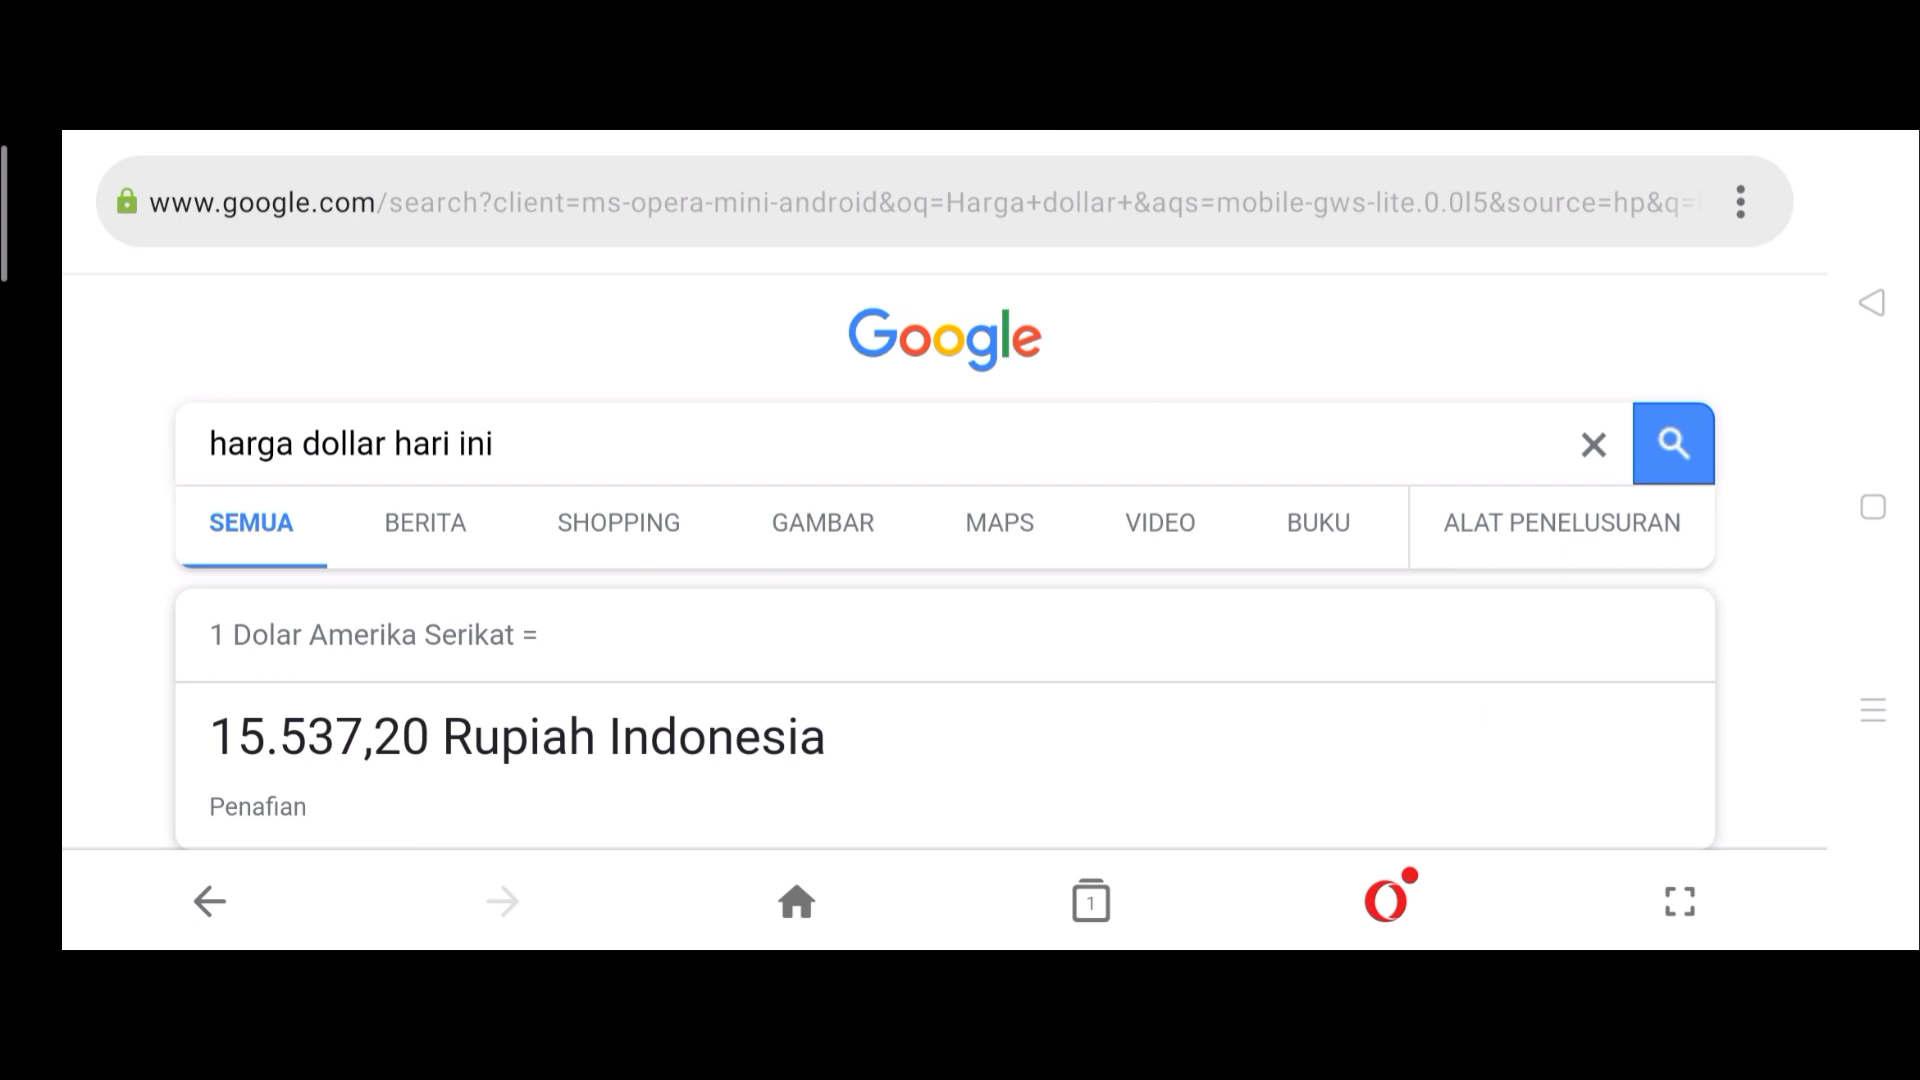 www.google.com/search?client=ms-opera-mini-android&oq=Harga+dollar+&aqs=mobile-gws-lite.0.0l5&source=hp&q=
Google
harga dollar hari ini
SEMUA BERITA SHOPPING GAMBAR MAPS VIDEO BUKU ALAT PENELUSURAN
1 Dolar Amerika Serikat =
15.537,20 Rupiah Indonesia
Penafian
1